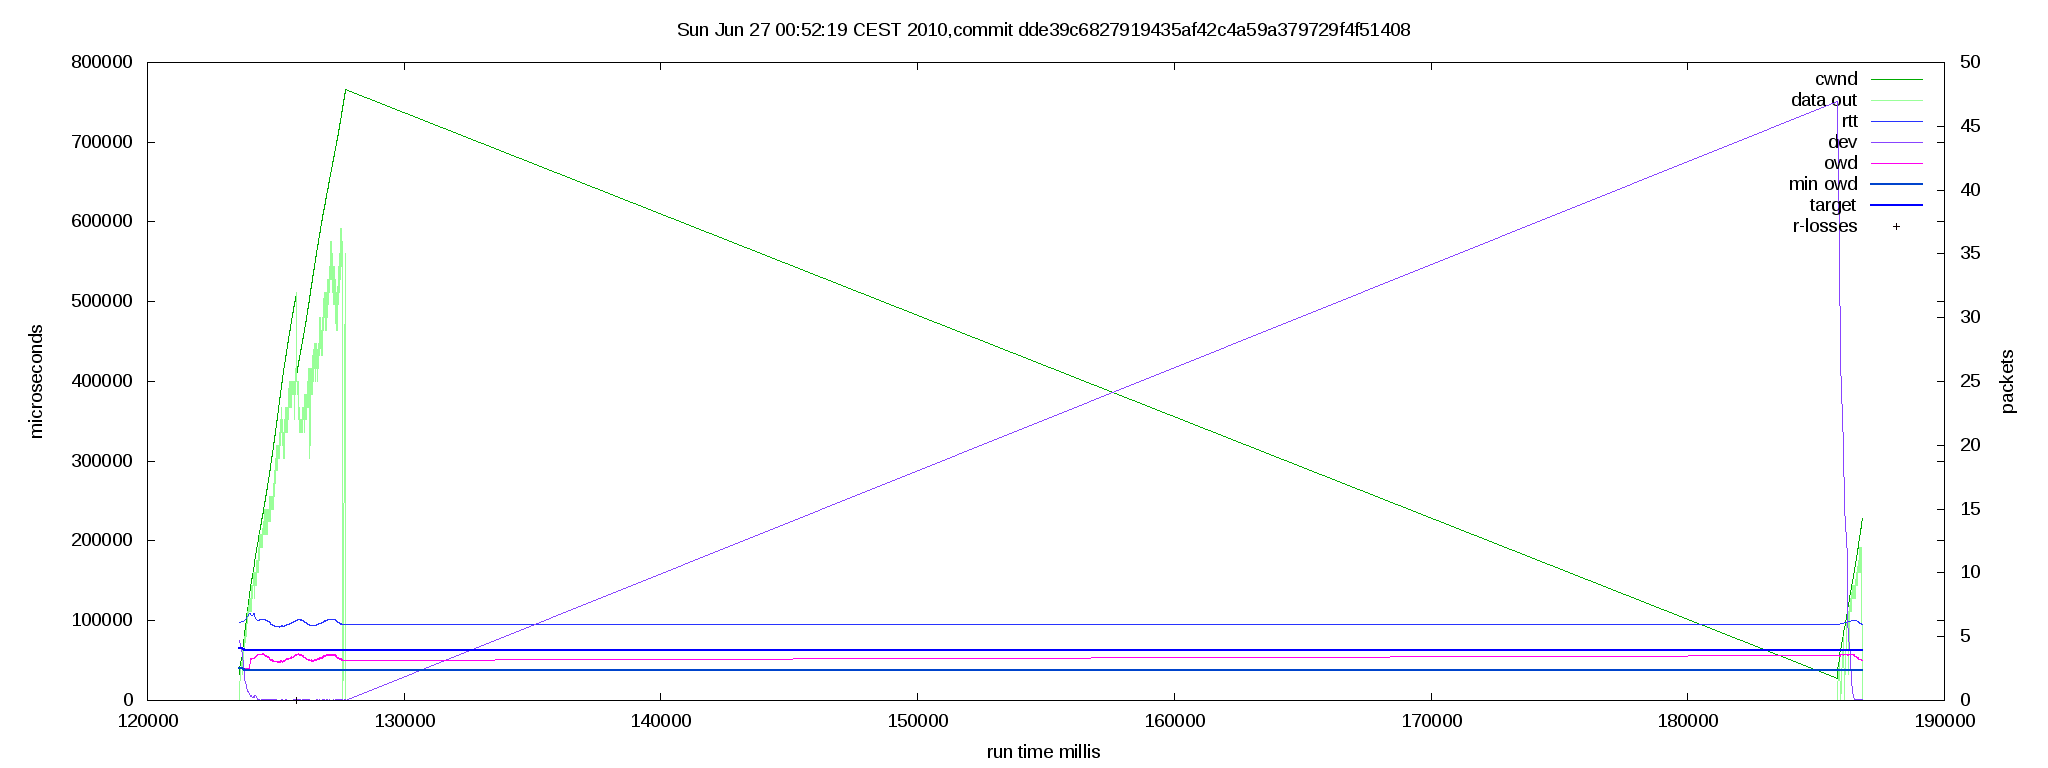 Sun Jun 27 00:52:19 CEST 2010,commit dde39c6827919435af42c4a59a379729f4f51408
800000
700000
600000
500000
400000
300000
200000
100000
0
microseconds
50
45
40
35
30
25
20
15
10
5
0
packets
cwnd
data out
rtt
dev
owd
min owd
target
r-losses
120000 130000 140000 150000 160000 170000 180000 190000
run time millis